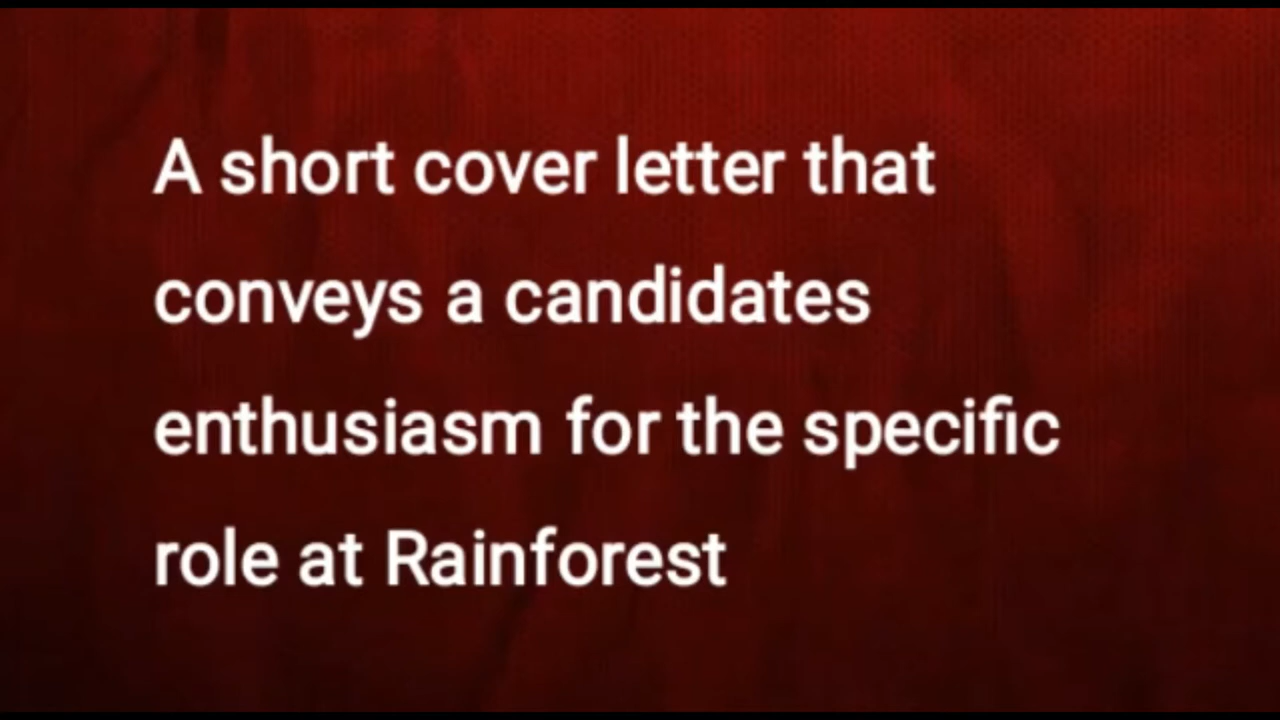 A short cover letter that
conveys a candidates
enthusiasm for the specific
role at Rainforest